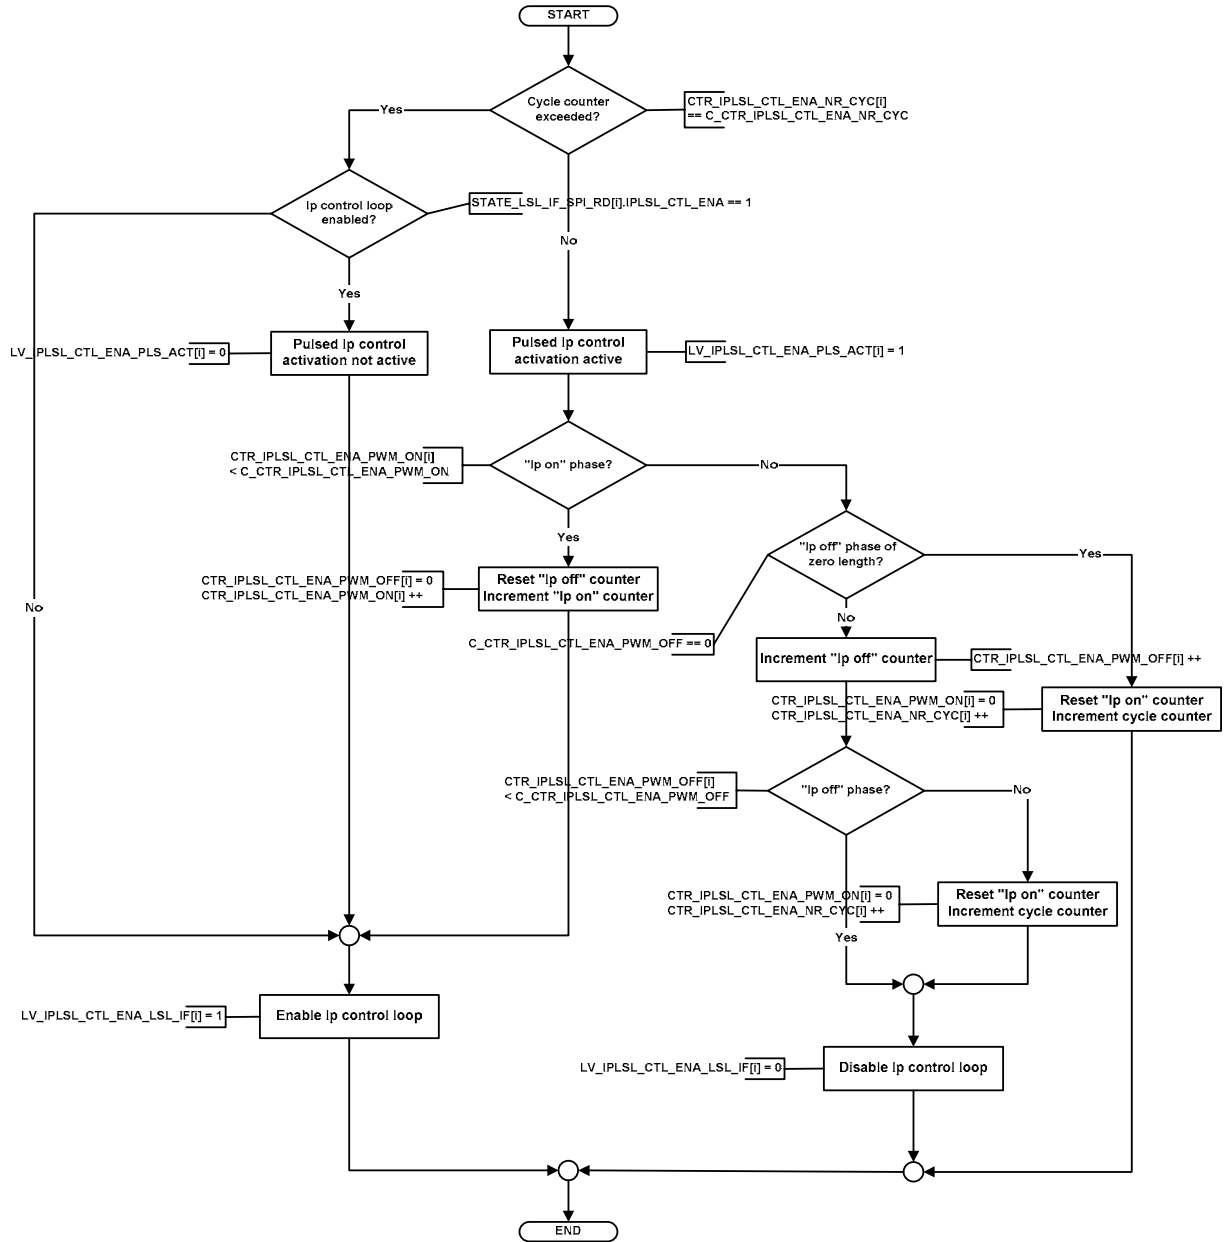 START
Cycle counter
exceeded?
CTR_IPLSL_CTL_ENA_NR_CYC[i]
== C_CTR_IPLSL_CTL_ENA_NR_CYC
Yes
Ip control loop
enabled?
STATE_LSL_IF_SPI_RD[i].IPLSL_CTL_ENA == 1
No
Yes
LV_IPLSL_CTL_ENA_PLS_ACT[i] = 0
Pulsed Ip control
activation not active
Pulsed Ip control
activation active
LV_IPLSL_CTL_ENA_PLS_ACT[i] = 1
CTR_IPLSL_CTL_ENA_PWM_ON[i]
< C_CTR_IPLSL_CTL_ENA_PWM_ON
"Ip on" phase?
No
Yes
"Ip off" phase of
zero length?
Yes
CTR_IPLSL_CTL_ENA_PWM_OFF[i] = 0
CTR_IPLSL_CTL_ENA_PWM_ON[i] ++
Reset "Ip off" counter
Increment "Ip on" counter
No
No
C_CTR_IPLSL_CTL_ENA_PWM_OFF == 0
Increment "Ip off" counter
CTR_IPLSL_CTL_ENA_PWM_OFF[i] ++
CTR_IPLSL_CTL_ENA_PWM_ON[i] = 0
CTR_IPLSL_CTL_ENA_NR_CYC[i] ++
Reset "Ip on" counter
Increment cycle counter
CTR_IPLSL_CTL_ENA_PWM_OFF[i]
< C_CTR_IPLSL_CTL_ENA_PWM_OFF
"Ip off" phase?
No
CTR_IPLSL_CTL_ENA_PWM_ON[i] = 0
CTR_IPLSL_CTL_ENA_NR_CYC[i] ++
Reset "Ip on" counter
Increment cycle counter
Yes
LV_IPLSL_CTL_ENA_LSL_IF[i] = 1
Enable Ip control loop
LV_IPLSL_CTL_ENA_LSL_IF[i] = 0
Disable Ip control loop
END